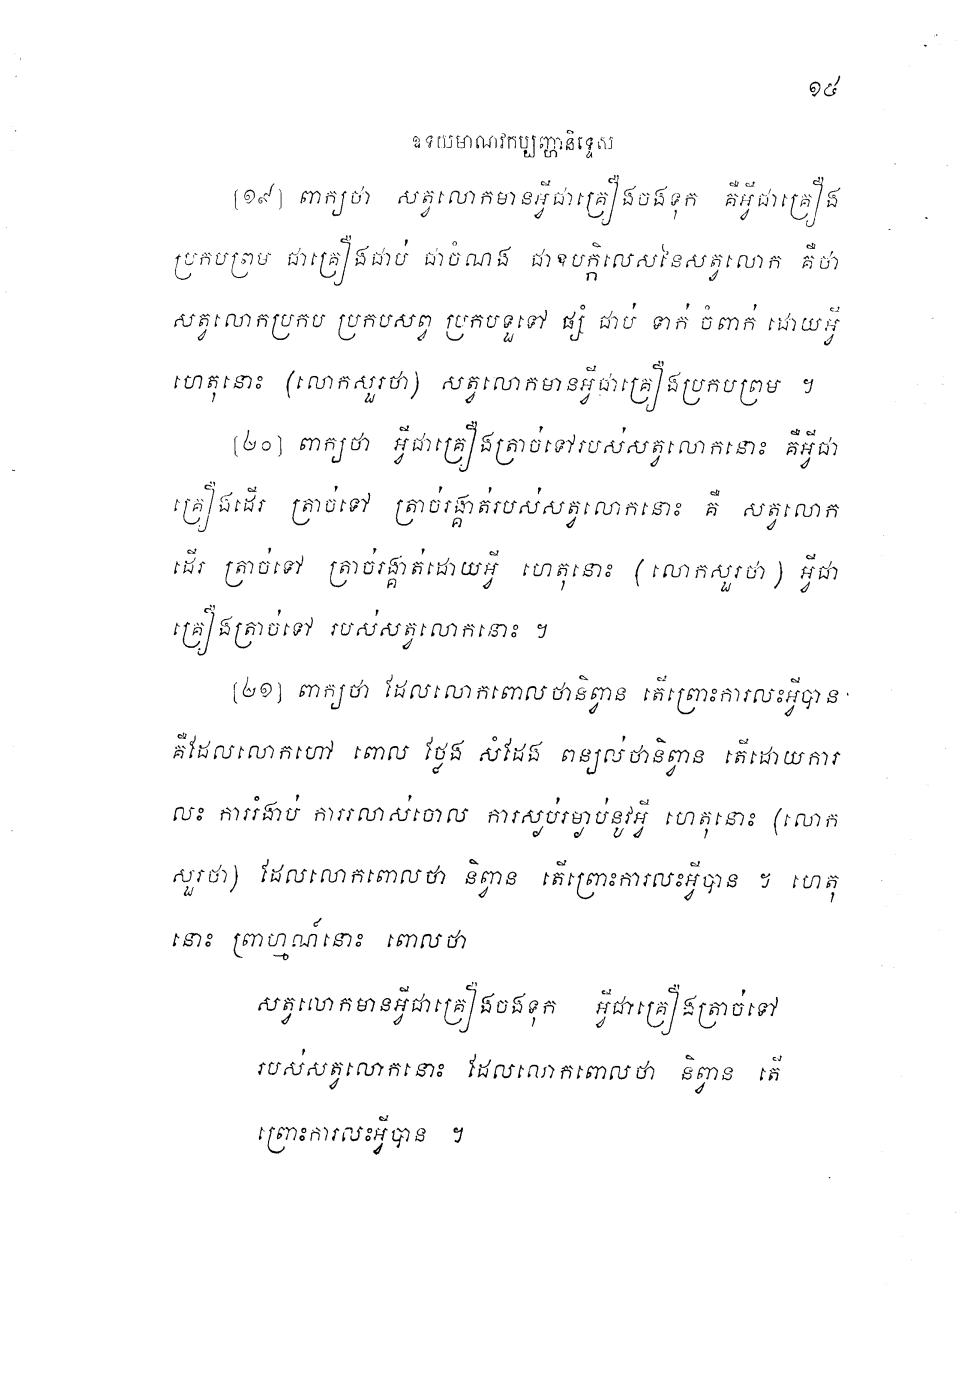 ១៥
ឧទយមាណវកប្បញ្ហានិទ្ទេស
[១៩] ពាក្យថា សត្វលោកមានអ្វីជាគ្រឿងចងទុក គឺអ្វីជាគ្រឿង
ប្រកបព្រម ជាគ្រឿងជាប់ ជាចំណង ជាឧបក្កិលេសនៃសត្វលោក គឺថា
សត្វលោកប្រកប ប្រកបសព្វ ប្រកបទួទៅ ផ្សំ ជាប់ ទាក់ ចំពាក់ ដោយអ្វី
ហេតុនោះ (លោកសួរថា) សត្វលោកមានអ្វីជាគ្រឿងប្រកបព្រម ។
[២០] ពាក្យថា អ្វីជាគ្រឿងត្រាច់ទៅរបស់សត្វលោកនោះ គឺអ្វីជា
គ្រឿងដើរ ត្រាច់ទៅ ត្រាច់រង្គាត់របស់សត្វលោកនោះ គឺ សត្វលោក
ដើរ ត្រាច់ទៅ ត្រាច់រង្គាត់ដោយអ្វី ហេតុនោះ (លោកសួរថា) អ្វីជា
គ្រឿងត្រាច់ទៅ របស់សត្វលោកនោះ ។
[២១] ពាក្យថា ដែលលោកពោលថានិព្វាន តើព្រោះការលះអ្វីបាន
គឺដែលលោកហៅ ពោល ថ្លែង សំដែង ពន្យល់ថានិព្វាន តើដោយការ
លះ ការរំងាប់ ការរលាស់ចោល ការស្ងប់រម្ងាប់នូវអ្វី ហេតុនោះ (លោក
សួរថា) ដែលលោកពោលថា និព្វាន តើព្រោះការលះអ្វីបាន ។ ហេតុ
នោះ ព្រាហ្មណ៍នោះ ពោលថា
សត្វលោកមានអ្វីជាគ្រឿងចងទុក អ្វីជាគ្រឿងត្រាច់ទៅ
របស់សត្វលោកនោះ ដែលលោកពោលថា និព្វាន តើ
ព្រោះការលះអ្វីបាន ។